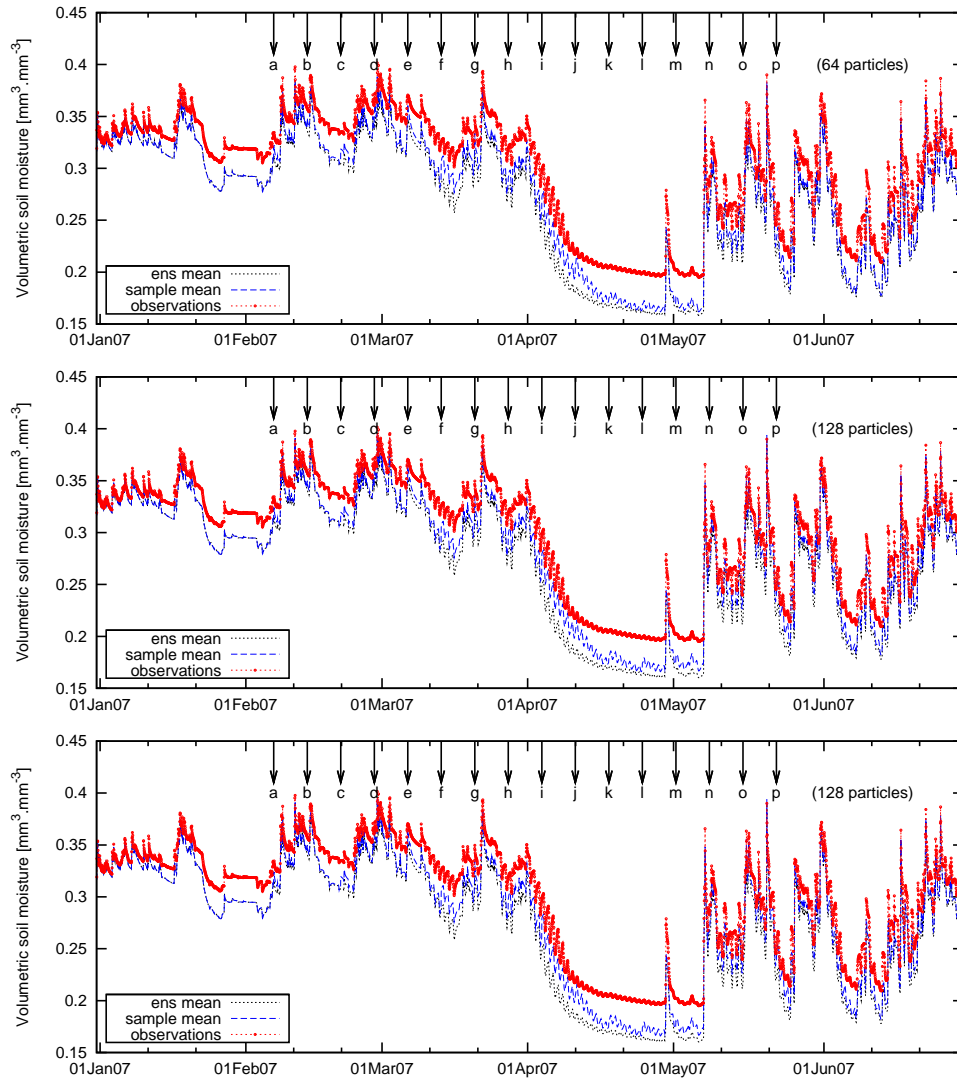 0.45
a b c d e f g h i j k l m n o p (64 particles)
0.4
0.35
0.3
0.25
0.2
0.15
Volumetric soil moisture [mm³.mm⁻³]
ens mean
sample mean
observations
01Jan07 01Feb07 01Mar07 01Apr07 01May07 01Jun07
0.45
a b c d e f g h i j k l m n o p (128 particles)
0.4
0.35
0.3
0.25
0.2
0.15
Volumetric soil moisture [mm³.mm⁻³]
ens mean
sample mean
observations
01Jan07 01Feb07 01Mar07 01Apr07 01May07 01Jun07
0.45
a b c d e f g h i j k l m n o p (128 particles)
0.4
0.35
0.3
0.25
0.2
0.15
Volumetric soil moisture [mm³.mm⁻³]
ens mean
sample mean
observations
01Jan07 01Feb07 01Mar07 01Apr07 01May07 01Jun07